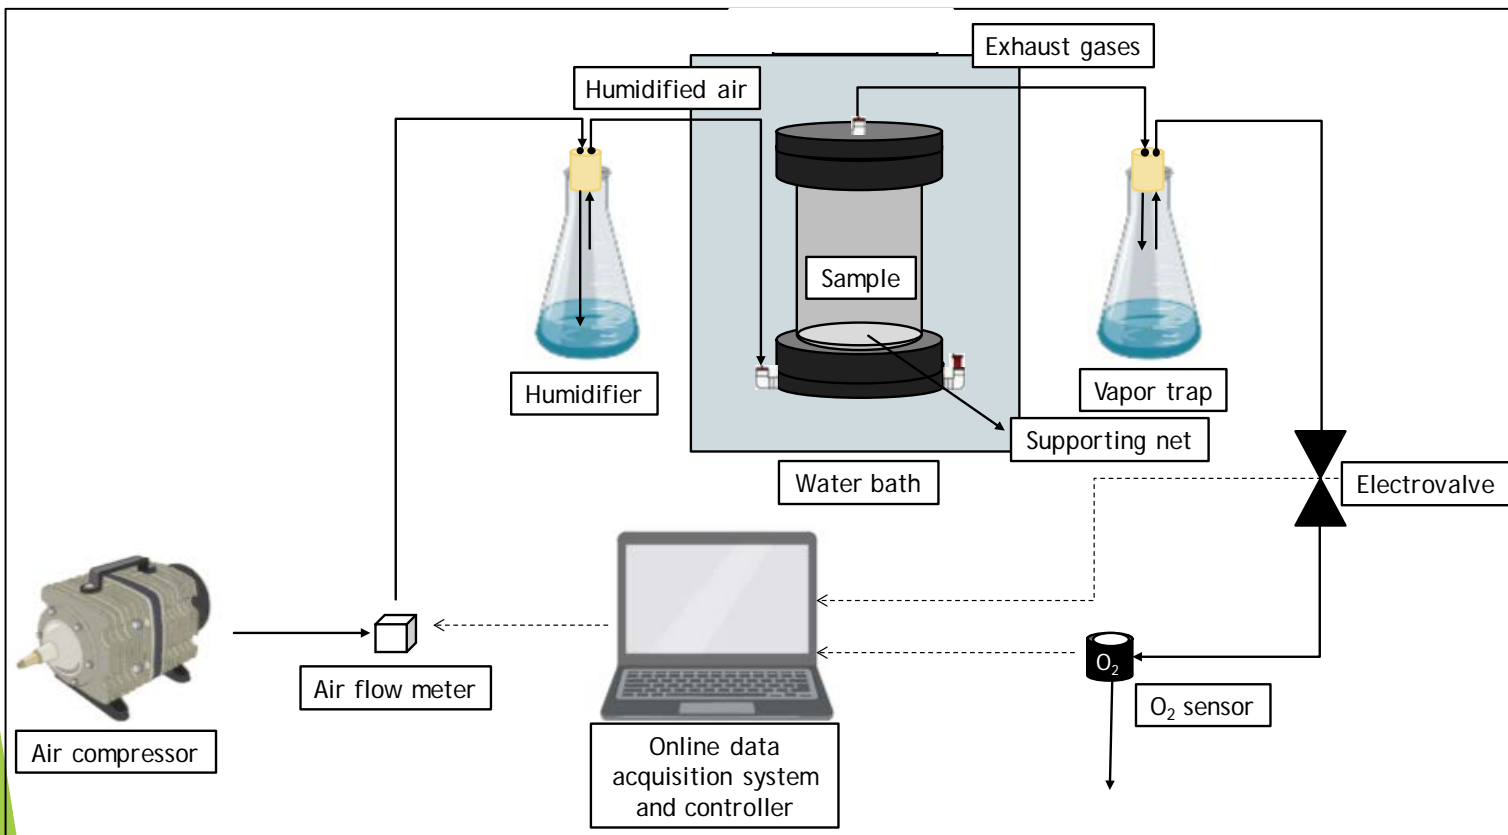 Exhaust gases
Humidified air
Sample
Humidifier
Vapor trap
Supporting net
Water bath
Electrovalve
O₂
Air flow meter
O₂ sensor
Air compressor
Online data
acquisition system
and controller